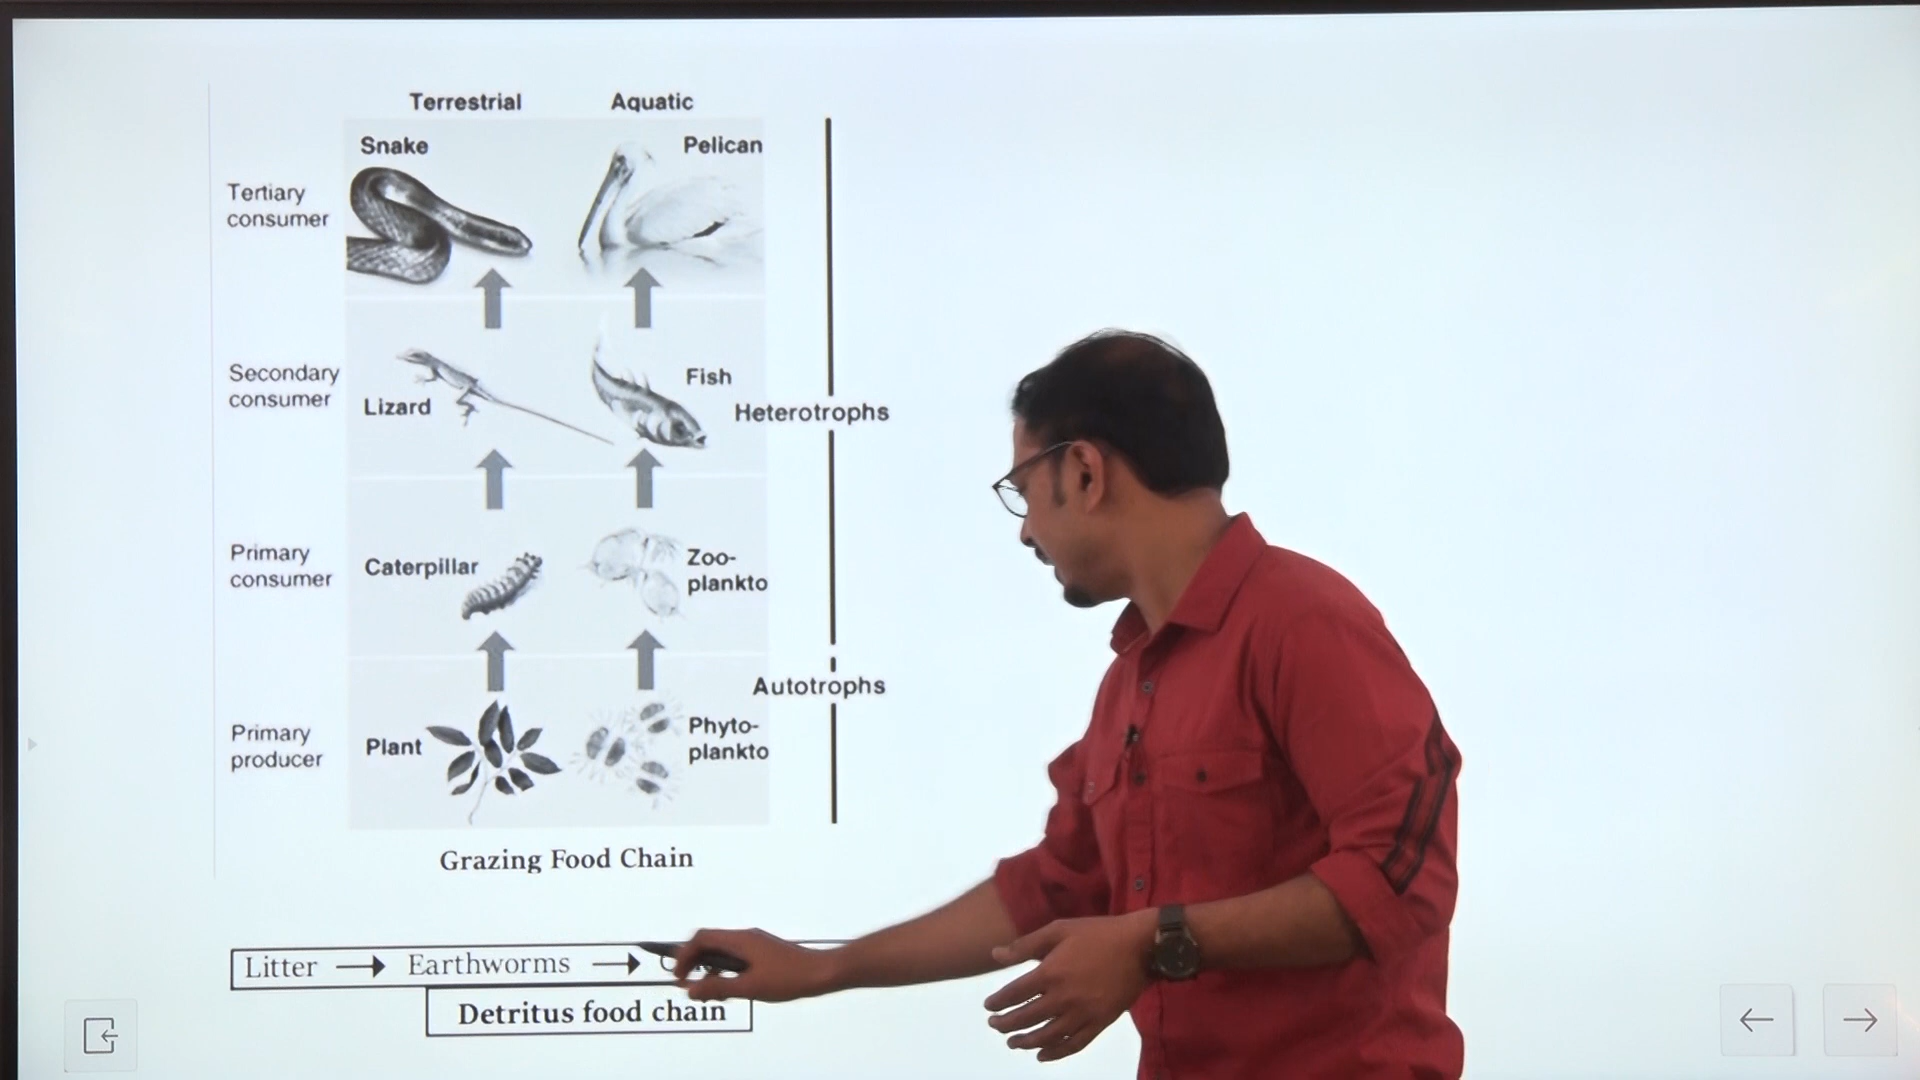 Terrestrial Aquatic
Snake Pelican
Tertiary
consumer
Secondary
consumer
Lizard
Fish
Heterotrophs
Primary
consumer
Caterpillar
Zoo-
plankto
Autotrophs
Primary
producer
Plant
Phyto-
plankto
Grazing Food Chain
Litter → Earthworms →
Detritus food chain